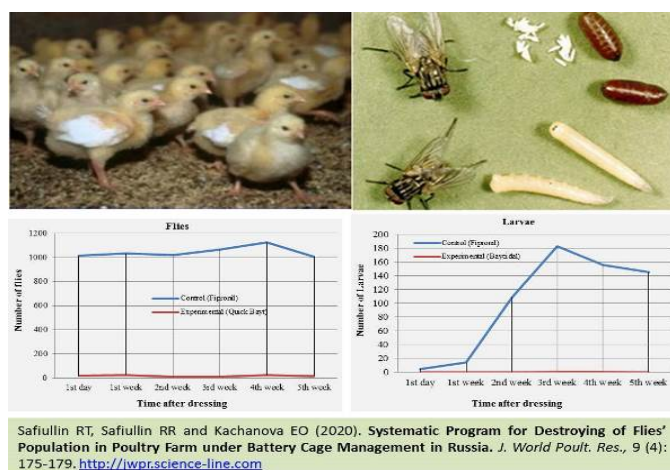 Flies
Number of flies
1200
1000
800
600
400
200
0
Control (Fipronil)
Experimental (Quick Bayt)
1st day 1st week 2nd week 3rd week 4th week 5th week
Time after dressing
Larvae
Number of Larvae
200
180
160
140
120
100
80
60
40
20
0
Control (Fipronil)
Experimental (Baycidal)
1st day 1st week 2nd week 3rd week 4th week 5th week
Time after dressing
Safiullin RT, Safiullin RR and Kachanova EO (2020). Systematic Program for Destroying of Flies’
Population in Poultry Farm under Battery Cage Management in Russia. J. World Poult. Res., 9 (4):
175-179. http://jwpr.science-line.com